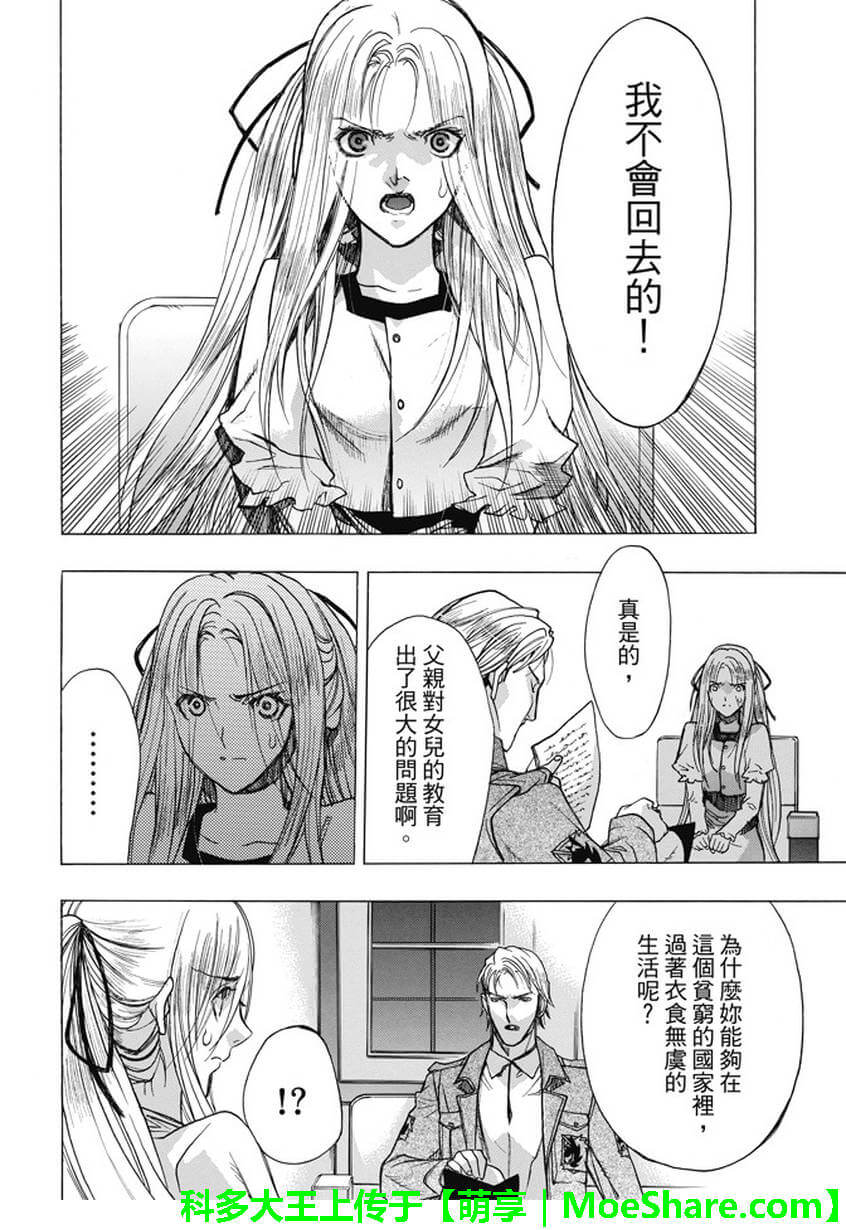 我不會回去的！
真是的，
父親對女兒的教育
出了很大的問題啊。
………
為什麼妳能夠在
這個貧窮的國家裡，
過著衣食無虞的
生活呢？
!?
科多大王上传于【萌享｜MoeShare.com】